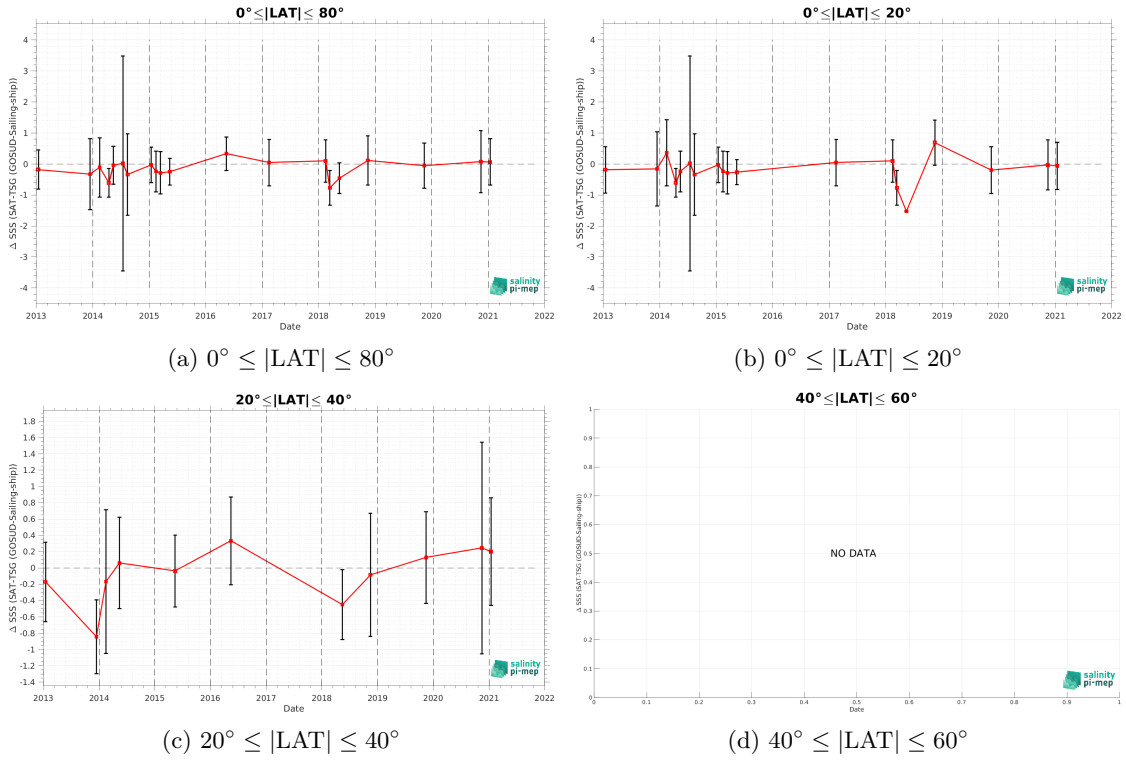 0°≤|LAT|≤ 80°
Δ SSS (SAT-TSG (GOSUD-Sailing-ship))
4
3
2
1
0
-1
-2
-3
-4
2013 2014 2015 2016 2017 2018 2019 2020 2021 2022
Date
salinity
pi-mep
(a) 0° ≤ |LAT| ≤ 80°
0°≤|LAT|≤ 20°
Δ SSS (SAT-TSG (GOSUD-Sailing-ship))
4
3
2
1
0
-1
-2
-3
-4
2013 2014 2015 2016 2017 2018 2019 2020 2021 2022
Date
salinity
pi-mep
(b) 0° ≤ |LAT| ≤ 20°
20°≤|LAT|≤ 40°
Δ SSS (SAT-TSG (GOSUD-Sailing-ship))
1.8
1.6
1.4
1.2
1
0.8
0.6
0.4
0.2
0
-0.2
-0.4
-0.6
-0.8
-1
-1.2
-1.4
2013 2014 2015 2016 2017 2018 2019 2020 2021 2022
Date
salinity
pi-mep
(c) 20° ≤ |LAT| ≤ 40°
40°≤|LAT|≤ 60°
Δ SSS (SAT-TSG (GOSUD-Sailing-ship))
1
0.9
0.8
0.7
0.6
0.5
0.4
0.3
0.2
0.1
0
NO DATA
0 0.1 0.2 0.3 0.4 0.5 0.6 0.7 0.8 0.9 1
Date
salinity
pi-mep
(d) 40° ≤ |LAT| ≤ 60°